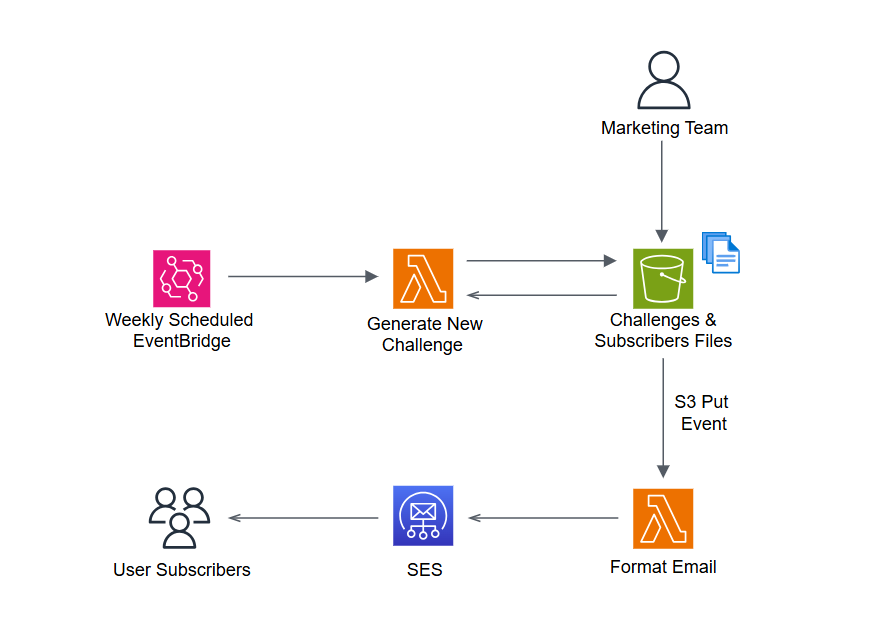 Marketing Team
Weekly Scheduled
EventBridge
Generate New
Challenge
Challenges &
Subscribers Files
S3 Put
Event
User Subscribers
SES
Format Email